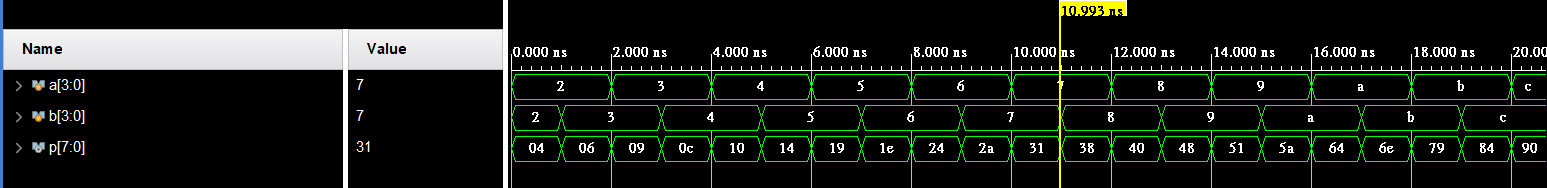 10.993 ns
Name Value
0.000 ns 2.000 ns 4.000 ns 6.000 ns 8.000 ns 10.000 ns 12.000 ns 14.000 ns 16.000 ns 18.000 ns 20.00
a[3:0] 7 2 3 4 5 6 7 8 9 a b c
b[3:0] 7 2 3 4 5 6 7 8 9 a b c
p[7:0] 31 04 06 09 0c 10 14 19 1e 24 2a 31 38 40 48 51 5a 64 6e 79 84 90